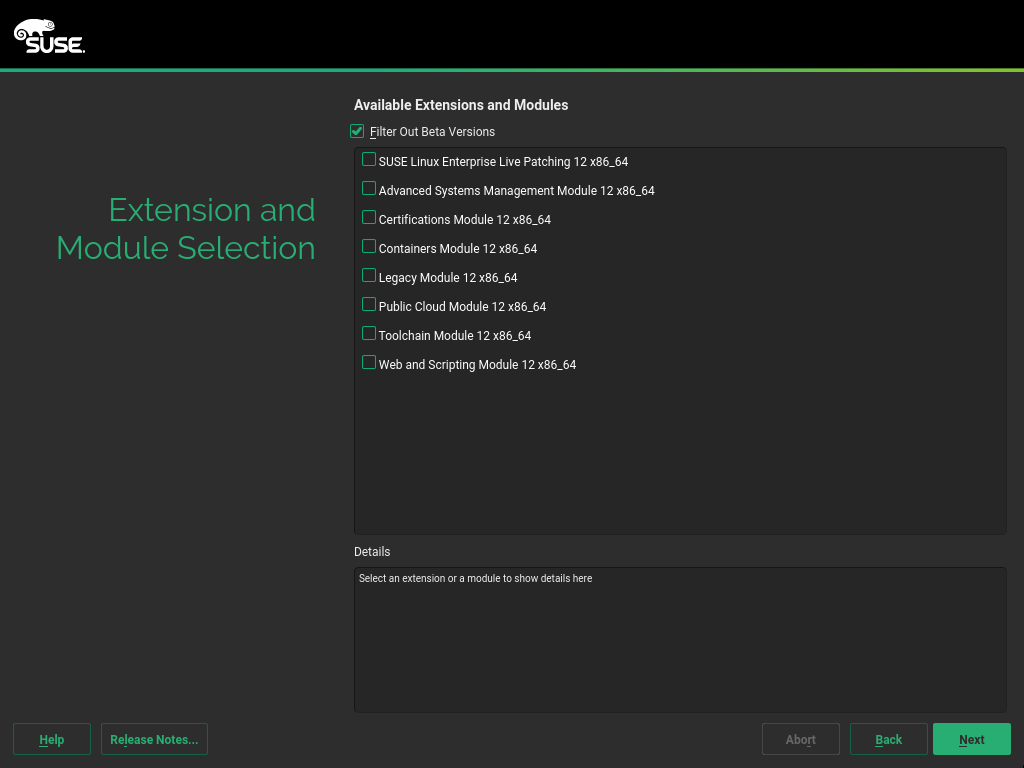 SUSE
Extension and
Module Selection
Available Extensions and Modules
Filter Out Beta Versions
SUSE Linux Enterprise Live Patching 12 x86_64
Advanced Systems Management Module 12 x86_64
Certifications Module 12 x86_64
Containers Module 12 x86_64
Legacy Module 12 x86_64
Public Cloud Module 12 x86_64
Toolchain Module 12 x86_64
Web and Scripting Module 12 x86_64
Details
Select an extension or a module to show details here
Help
Release Notes...
Abort
Back
Next